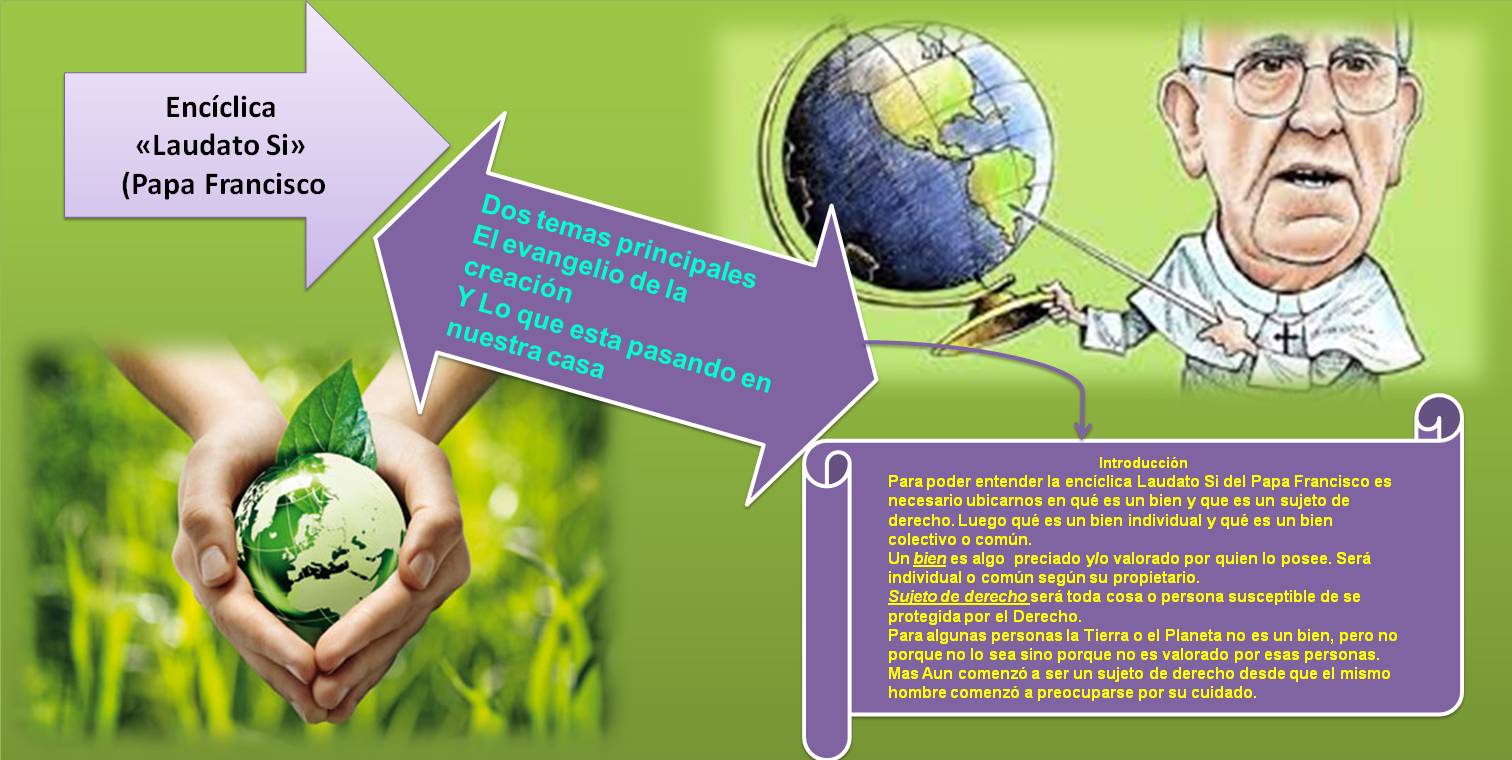 Encíclica
«Laudato Si»
(Papa Francisco
Dos temas principales
El evangelio de la
creación
Y Lo que esta pasando en
nuestra casa
Introducción
Para poder entender la encíclica Laudato Si del Papa Francisco es
necesario ubicarnos en qué es un bien y que es un sujeto de
derecho. Luego qué es un bien individual y qué es un bien
colectivo o común.
Un bien es algo preciado y/o valorado por quien lo posee. Será
individual o común según su propietario.
Sujeto de derecho será toda cosa o persona susceptible de se
protegida por el Derecho.
Para algunas personas la Tierra o el Planeta no es un bien, pero no
porque no lo sea sino porque no es valorado por esas personas.
Mas Aun comenzó a ser un sujeto de derecho desde que el mismo
hombre comenzó a preocuparse por su cuidado.